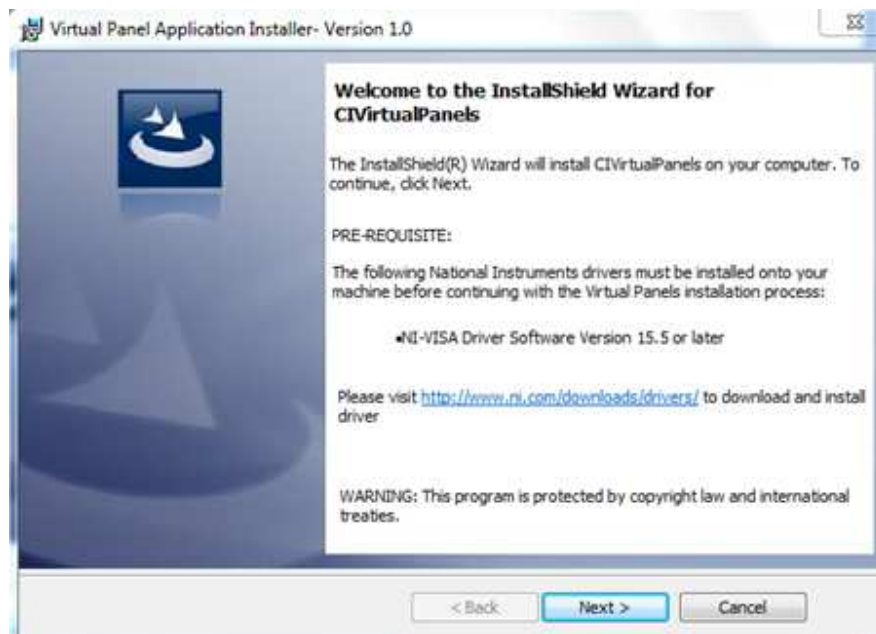 Virtual Panel Application Installer- Version 1.0
Welcome to the InstallShield Wizard for
CIVirtualPanels
The InstallShield(R) Wizard will install CIVirtualPanels on your computer. To
continue, click Next.
PRE-REQUISITE:
The following National Instruments drivers must be installed onto your
machine before continuing with the Virtual Panels installation process:
•NI-VISA Driver Software Version 15.5 or later
Please visit http://www.ni.com/downloads/drivers/ to download and install
driver
WARNING: This program is protected by copyright law and international
treaties.
< Back
Next >
Cancel